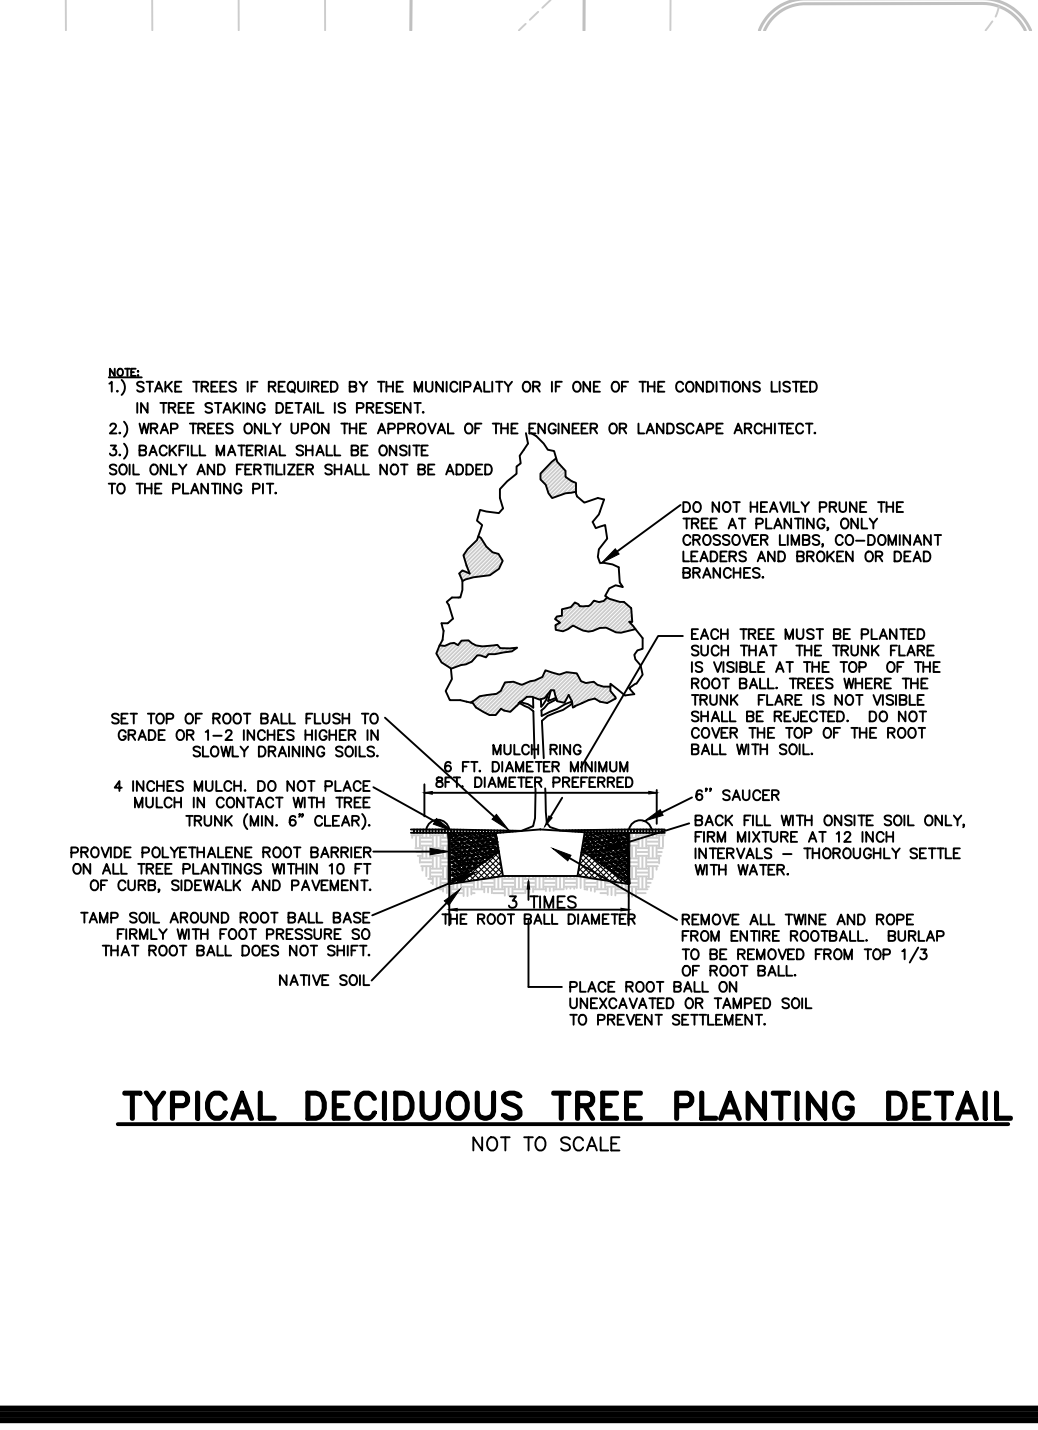 NOTE:
1.) STAKE TREES IF REQUIRED BY THE MUNICIPALITY OR IF ONE OF THE CONDITIONS LISTED
IN TREE STAKING DETAIL IS PRESENT.
2.) WRAP TREES ONLY UPON THE APPROVAL OF THE ENGINEER OR LANDSCAPE ARCHITECT.
3.) BACKFILL MATERIAL SHALL BE ONSITE
SOIL ONLY AND FERTILIZER SHALL NOT BE ADDED
TO THE PLANTING PIT.
DO NOT HEAVILY PRUNE THE
TREE AT PLANTING, ONLY
CROSSOVER LIMBS, CO-DOMINANT
LEADERS AND BROKEN OR DEAD
BRANCHES.
EACH TREE MUST BE PLANTED
SUCH THAT THE TRUNK FLARE
IS VISIBLE AT THE TOP OF THE
ROOT BALL. TREES WHERE THE
TRUNK FLARE IS NOT VISIBLE
SHALL BE REJECTED. DO NOT
COVER THE TOP OF THE ROOT
BALL WITH SOIL.
SET TOP OF ROOT BALL FLUSH TO
GRADE OR 1-2 INCHES HIGHER IN
SLOWLY DRAINING SOILS.
MULCH RING
6 FT. DIAMETER MINIMUM
8FT. DIAMETER PREFERRED
4 INCHES MULCH. DO NOT PLACE
MULCH IN CONTACT WITH TREE
TRUNK (MIN. 6" CLEAR).
6" SAUCER
BACK FILL WITH ONSITE SOIL ONLY,
FIRM MIXTURE AT 12 INCH
INTERVALS - THOROUGHLY SETTLE
WITH WATER.
PROVIDE POLYETHALENE ROOT BARRIER
ON ALL TREE PLANTINGS WITHIN 10 FT
OF CURB, SIDEWALK AND PAVEMENT.
3 TIMES
THE ROOT BALL DIAMETER
TAMP SOIL AROUND ROOT BALL BASE
FIRMLY WITH FOOT PRESSURE SO
THAT ROOT BALL DOES NOT SHIFT.
REMOVE ALL TWINE AND ROPE
FROM ENTIRE ROOTBALL. BURLAP
TO BE REMOVED FROM TOP 1/3
OF ROOT BALL.
NATIVE SOIL
PLACE ROOT BALL ON
UNEXCAVATED OR TAMPED SOIL
TO PREVENT SETTLEMENT.
TYPICAL DECIDUOUS TREE PLANTING DETAIL
NOT TO SCALE